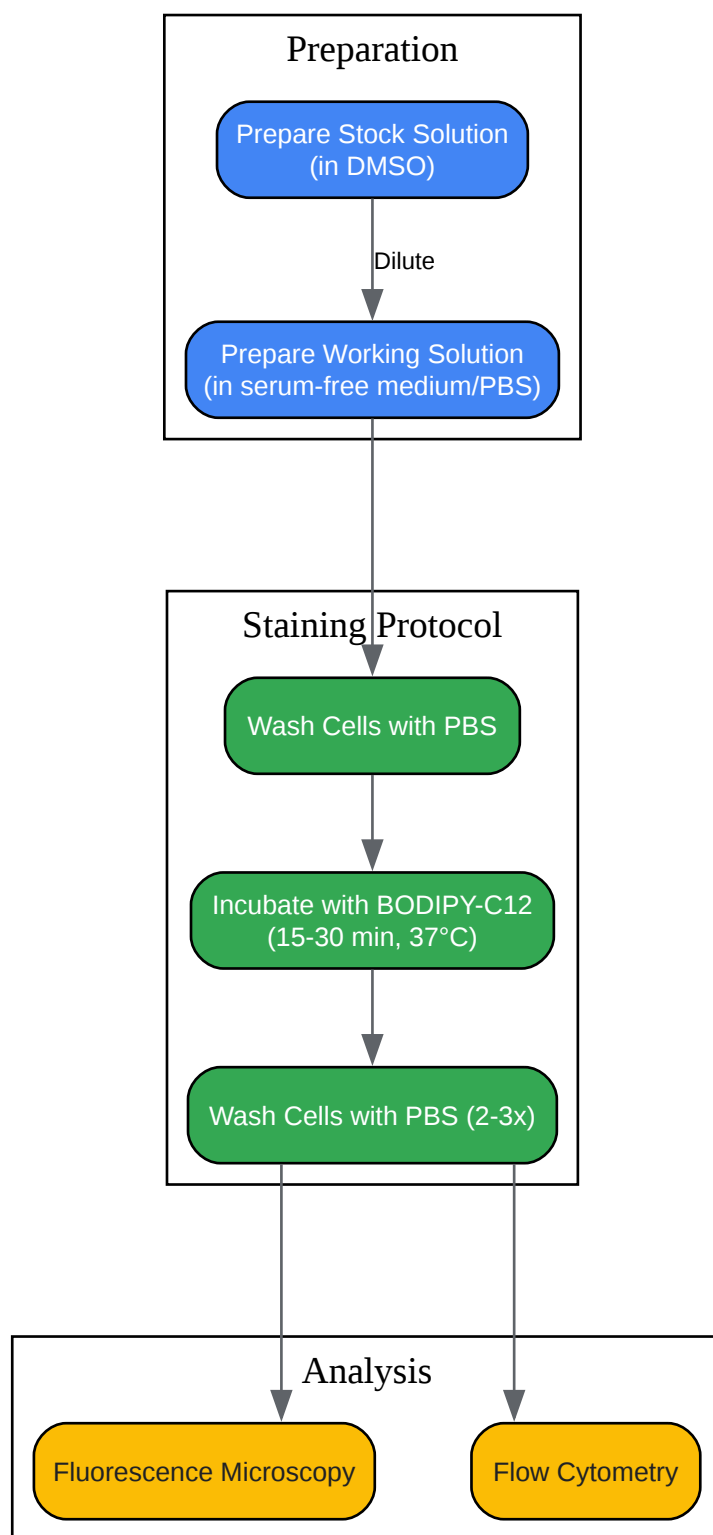 Preparation
Prepare Stock Solution
(in DMSO)
Dilute
Prepare Working Solution
(in serum-free medium/PBS)
Staining Protocol
Wash Cells with PBS
Incubate with BODIPY-C12
(15-30 min, 37°C)
Wash Cells with PBS (2-3x)
Analysis
Fluorescence Microscopy
Flow Cytometry